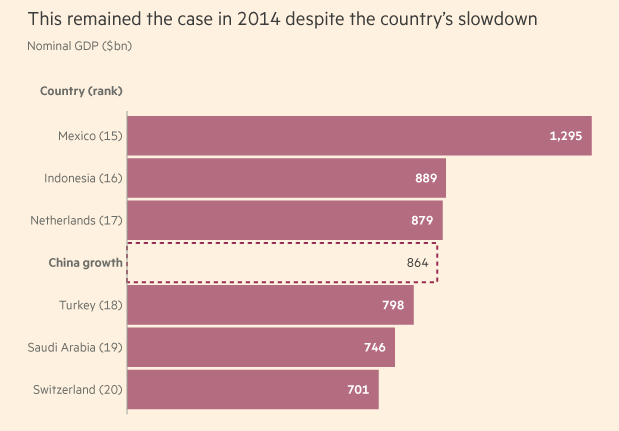 This remained the case in 2014 despite the country’s slowdown
Nominal GDP ($bn)
Country (rank)
Mexico (15) 1,295
Indonesia (16) 889
Netherlands (17) 879
China growth 864
Turkey (18) 798
Saudi Arabia (19) 746
Switzerland (20) 701